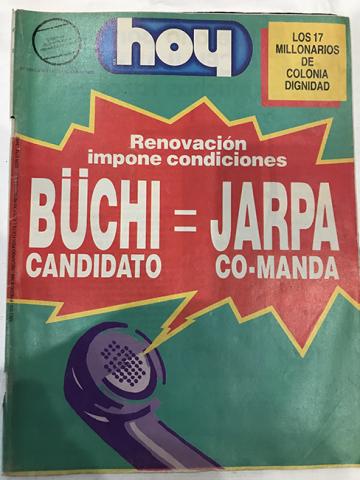 hoy
LOS 17
MILLONARIOS
DE
COLONIA
DIGNIDAD
Renovación
impone condiciones
BÜCHI = JARPA
CANDIDATO CO-MANDA